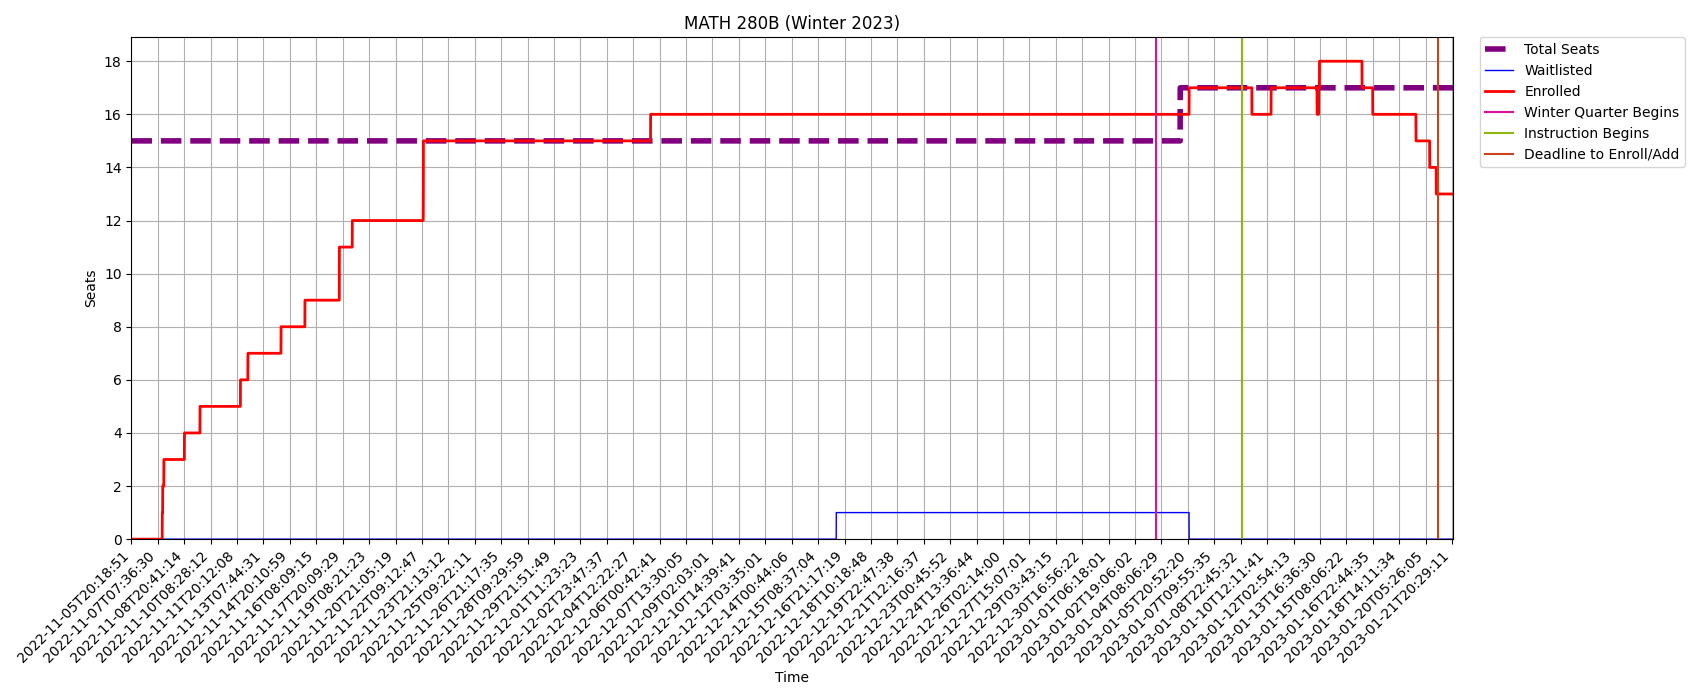 MATH 280B (Winter 2023)
Total Seats
Waitlisted
Enrolled
Winter Quarter Begins
Instruction Begins
Deadline to Enroll/Add
Seats
18
16
14
12
10
8
6
4
2
0
2022-11-05T20:18:51
2022-11-07T07:36:30
2022-11-08T20:41:14
2022-11-10T08:28:12
2022-11-11T20:12:08
2022-11-13T07:44:31
2022-11-14T20:10:59
2022-11-16T08:09:15
2022-11-17T20:09:29
2022-11-19T08:21:23
2022-11-20T21:05:19
2022-11-22T09:12:47
2022-11-23T21:13:12
2022-11-25T09:22:11
2022-11-26T21:17:35
2022-11-28T09:29:59
2022-11-29T21:51:49
2022-12-01T11:23:23
2022-12-02T23:47:37
2022-12-04T12:22:27
2022-12-06T00:42:41
2022-12-07T13:30:05
2022-12-09T02:03:01
2022-12-10T14:39:41
2022-12-12T03:35:01
2022-12-14T00:44:06
2022-12-15T08:37:04
2022-12-16T21:17:19
2022-12-18T10:18:48
2022-12-19T22:47:38
2022-12-21T12:16:37
2022-12-23T00:45:52
2022-12-24T13:36:44
2022-12-26T02:14:00
2022-12-27T15:07:01
2022-12-29T03:43:15
2022-12-30T16:56:22
2023-01-01T06:18:01
2023-01-02T19:06:02
2023-01-04T08:06:29
2023-01-05T20:52:20
2023-01-07T09:55:35
2023-01-08T22:45:32
2023-01-10T12:11:41
2023-01-12T02:54:13
2023-01-13T16:36:30
2023-01-15T08:06:22
2023-01-16T22:44:35
2023-01-18T14:11:34
2023-01-20T05:26:05
2023-01-21T20:29:11
Time